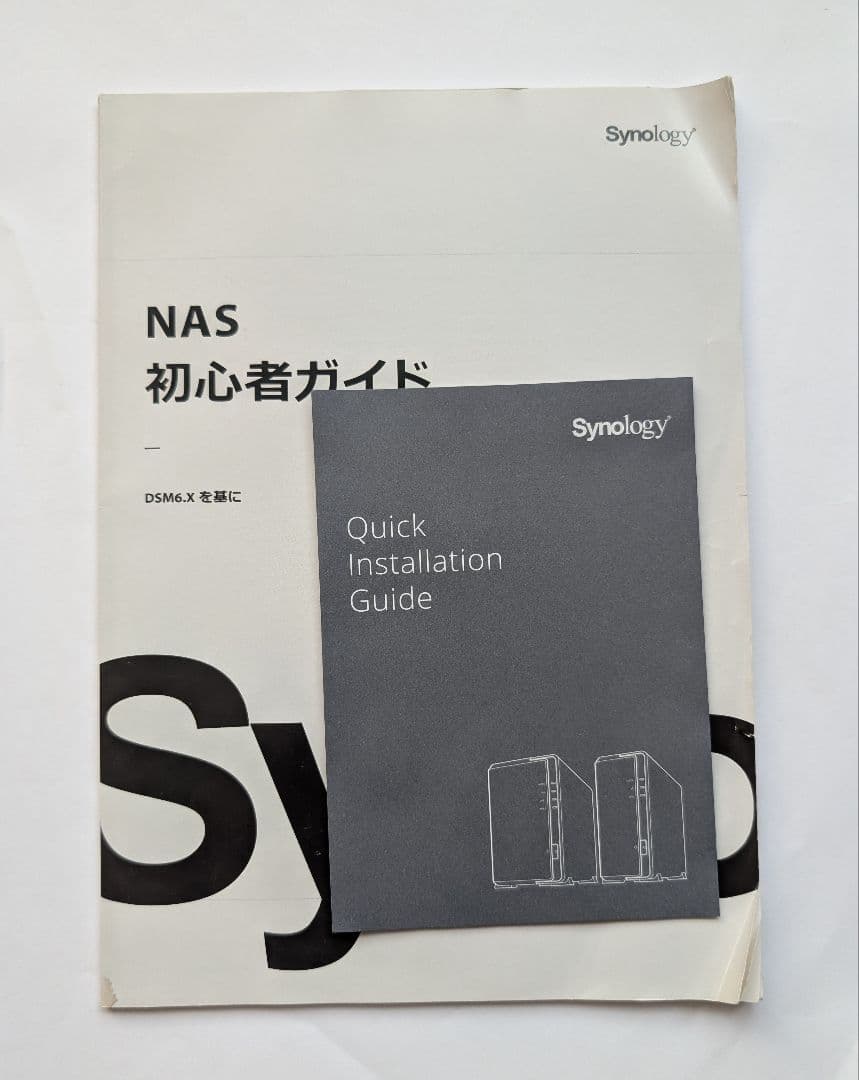 Synology
NAS
初心者ガイド
—
DSM6.X を基に
Synology
Quick
Installation
Guide
Sy